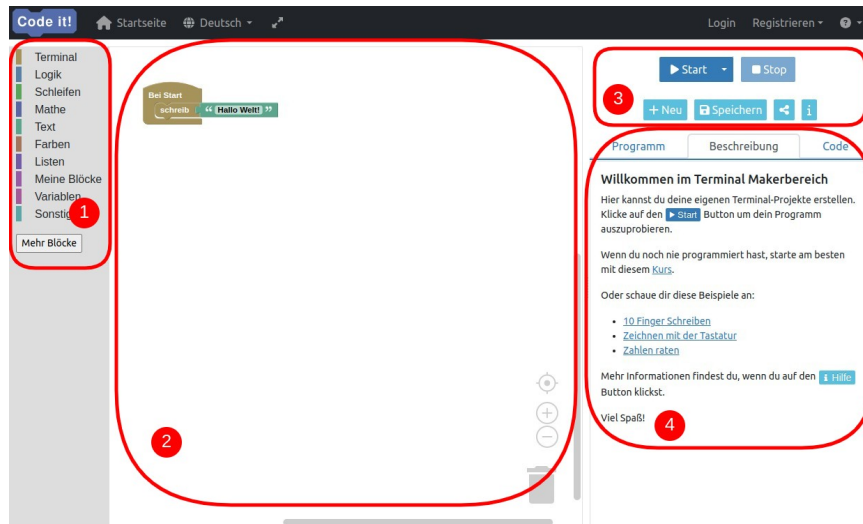 Code it! Startseite Deutsch Login Registrieren ?
Terminal
Logik
Schleifen
Mathe
Text
Farben
Listen
Meine Blöcke
Variablen
1
Mehr Blöcke
Bei Start
schreib “ Hallo Welt! ”
2
Start Stop
3
+ Neu Speichern i
Programm Beschreibung Code
Willkommen im Terminal Makerbereich
Hier kannst du deine eigenen Terminal-Projekte erstellen.
Klicke auf den Start Button um dein Programm
auszuprobieren.
Wenn du noch nie programmiert hast, starte am besten
mit diesem Kurs.
Oder schaue dir diese Beispiele an:
• 10 Finger Schreiben
• Zeichnen mit der Tastatur
• Zahlen raten
Mehr Informationen findest du, wenn du auf den i Hilfe
Button klickst.
Viel Spaß!
4